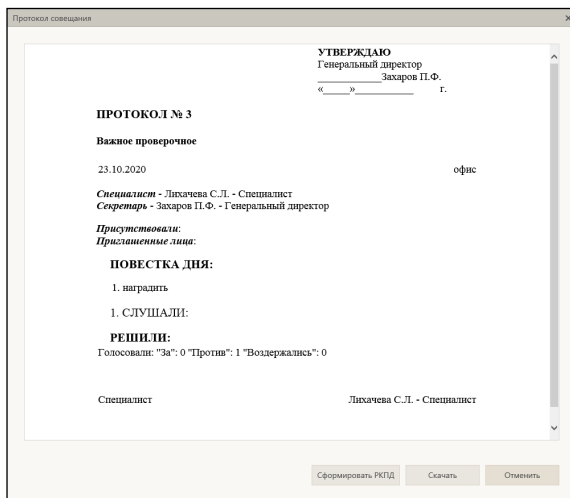 Протокол совещания
УТВЕРЖДАЮ
Генеральный директор
____________Захаров П.Ф.
«_____»___________ г.
ПРОТОКОЛ № 3
Важное проверочное
23.10.2020 офис
Специалист - Лихачева С.Л. - Специалист
Секретарь - Захаров П.Ф. - Генеральный директор
Присутствовали:
Приглашенные лица:
ПОВЕСТКА ДНЯ:
1. наградить
1. СЛУШАЛИ:
РЕШИЛИ:
Голосовали: "За": 0 "Против": 1 "Воздержались": 0
Специалист Лихачева С.Л. - Специалист
Сформировать РКПД Скачать Отменить